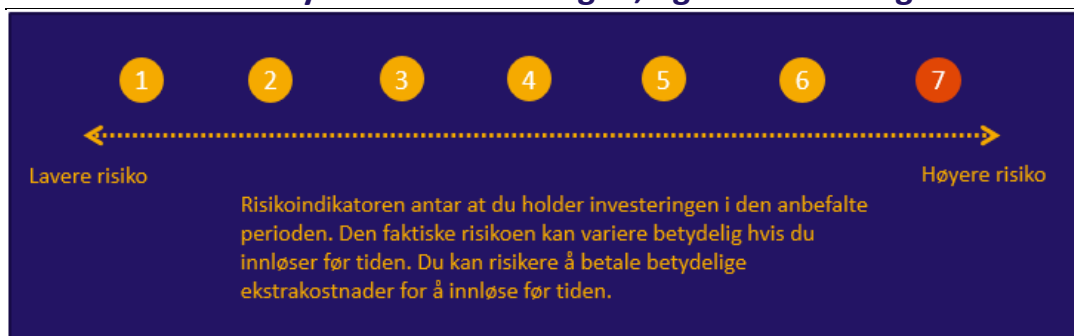 1 2 3 4 5 6 7
Lavere risiko Høyere risiko
Risikoindikatoren antar at du holder investeringen i den anbefalte
perioden. Den faktiske risikoen kan variere betydelig hvis du
innløser før tiden. Du kan risikere å betale betydelige
ekstrakostnader for å innløse før tiden.